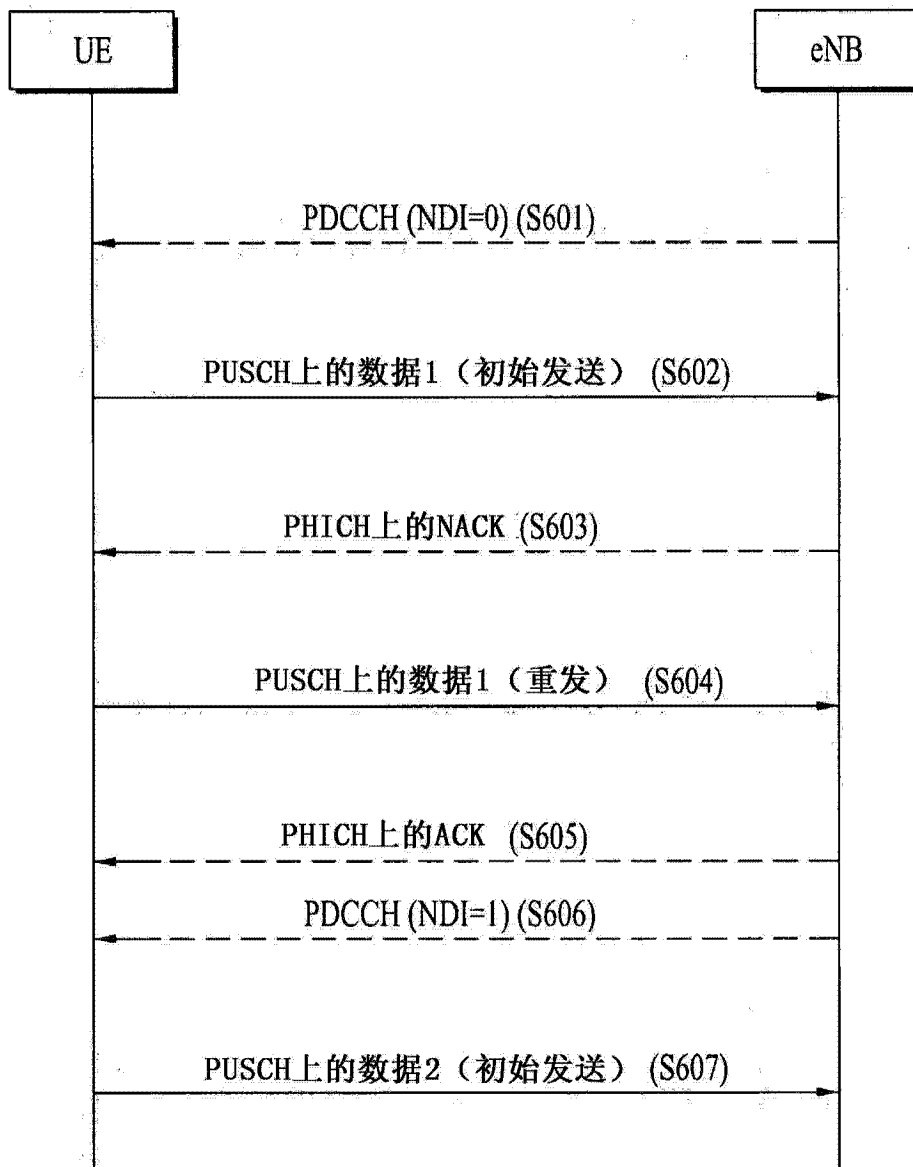 UE
eNB
PDCCH (NDI=0) (S601)
PUSCH上的数据1（初始发送） (S602)
PHICH上的NACK (S603)
PUSCH上的数据1（重发） (S604)
PHICH上的ACK (S605)
PDCCH (NDI=1) (S606)
PUSCH上的数据2（初始发送） (S607)